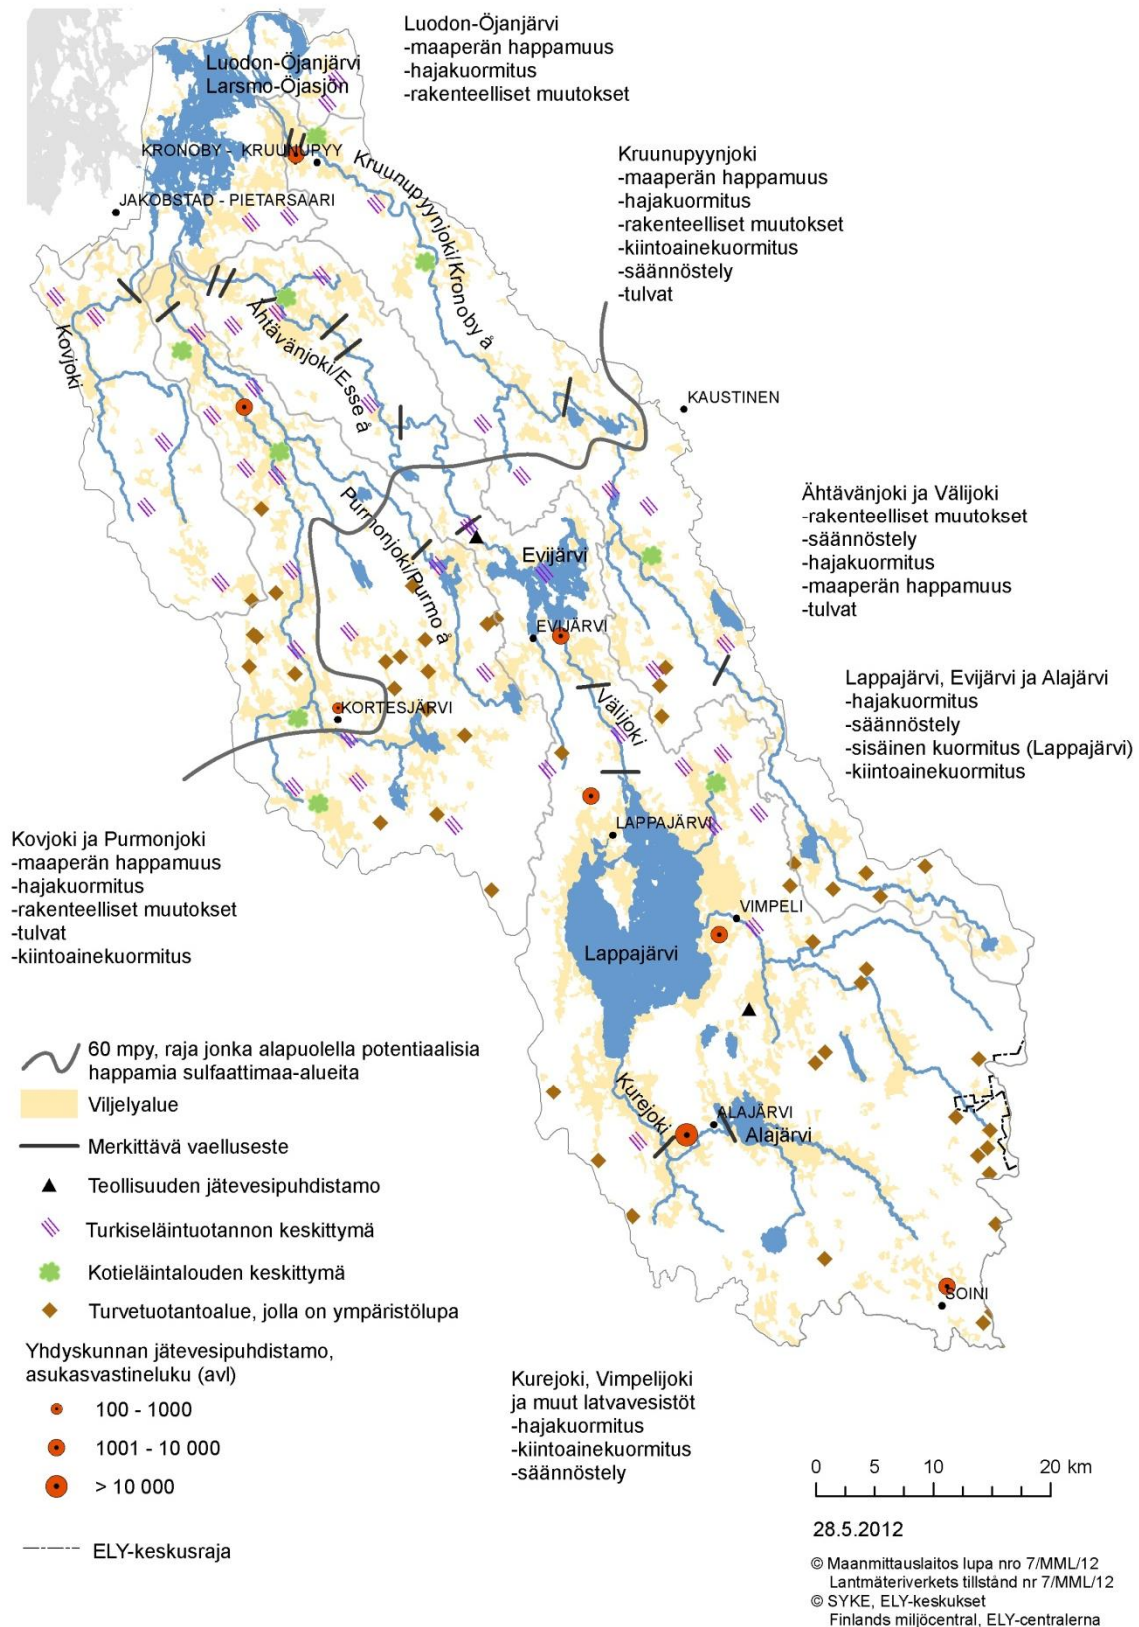 Luodon-Öjanjärvi
-maaperän happamuus
-hajakuormitus
-rakenteelliset muutokset
Luodon-Öjanjärvi
Larsmo-Öjasjön
KRONOBY - KRUUNUPYY
JAKOBSTAD - PIETARSAARI
Kruunupyynjoki/Kronoby å
Kruunupyynjoki
-maaperän happamuus
-hajakuormitus
-rakenteelliset muutokset
-kiintoainekuormitus
-säännöstely
-tulvat
Kovjoki
Ähtävänjoki/Esse å
KAUSTINEN
Purmonjoki/Purmo å
Ähtävänjoki ja Välijoki
-rakenteelliset muutokset
-säännöstely
-hajakuormitus
-maaperän happamuus
-tulvat
Evijärvi
EVIJÄRVI
Välijoki
KORTESJÄRVI
Lappajärvi, Evijärvi ja Alajärvi
-hajakuormitus
-säännöstely
-sisäinen kuormitus (Lappajärvi)
-kiintoainekuormitus
LAPPAJÄRVI
Kovjoki ja Purmonjoki
-maaperän happamuus
-hajakuormitus
-rakenteelliset muutokset
-tulvat
-kiintoainekuormitus
VIMPELI
Lappajärvi
Kurejoki
ALAJÄRVI
Alajärvi
SOINI
60 mpy, raja jonka alapuolella potentiaalisia
happamia sulfaattimaa-alueita
Viljelyalue
Merkittävä vaelluseste
Teollisuuden jätevesipuhdistamo
Turkiseläintuotannon keskittymä
Kotieläintalouden keskittymä
Turvetuotantoalue, jolla on ympäristölupa
Yhdyskunnan jätevesipuhdistamo,
asukasvastineluku (avl)
100 - 1000
1001 - 10 000
> 10 000
ELY-keskusraja
Kurejoki, Vimpelijoki
ja muut latvavesistöt
-hajakuormitus
-kiintoainekuormitus
-säännöstely
0 5 10 20 km
28.5.2012
© Maanmittauslaitos lupa nro 7/MML/12
Lantmäteriverkets tillstånd nr 7/MML/12
© SYKE, ELY-keskukset
Finlands miljöcentral, ELY-centralerna